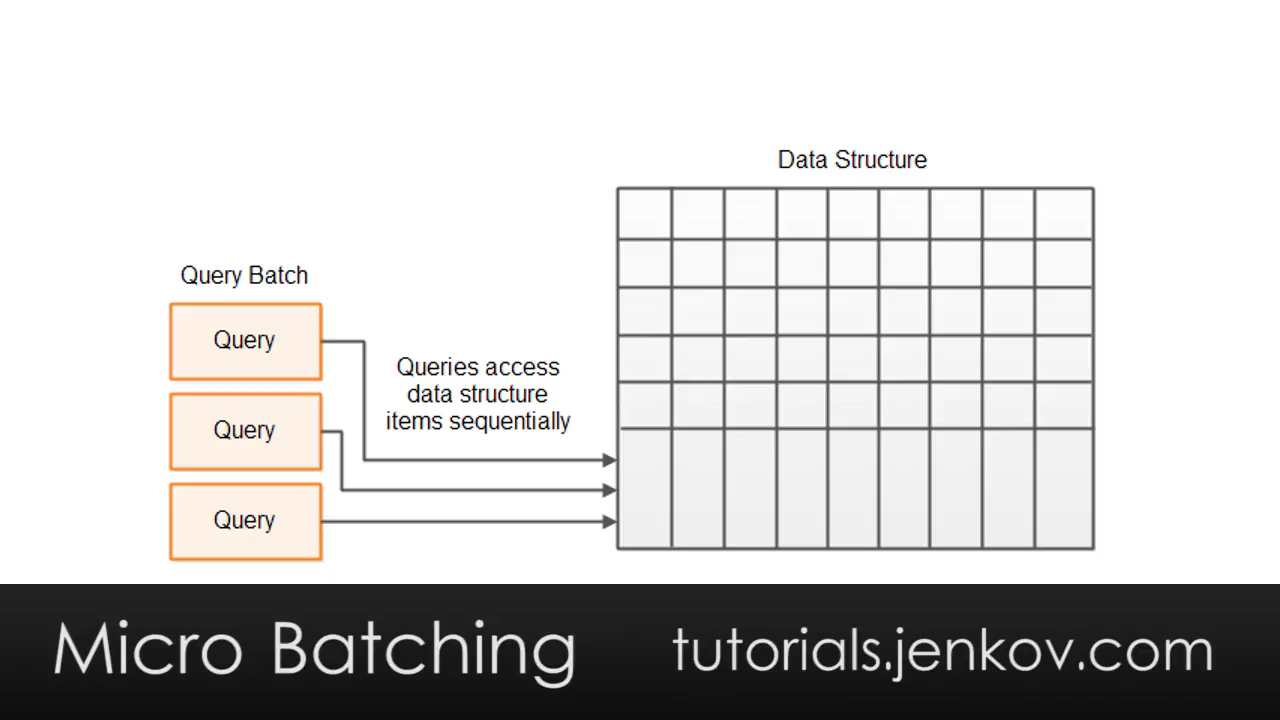 Data Structure
Query Batch
Query
Queries access
data structure
items sequentially
Query
Query
Micro Batching
tutorials.jenkov.com